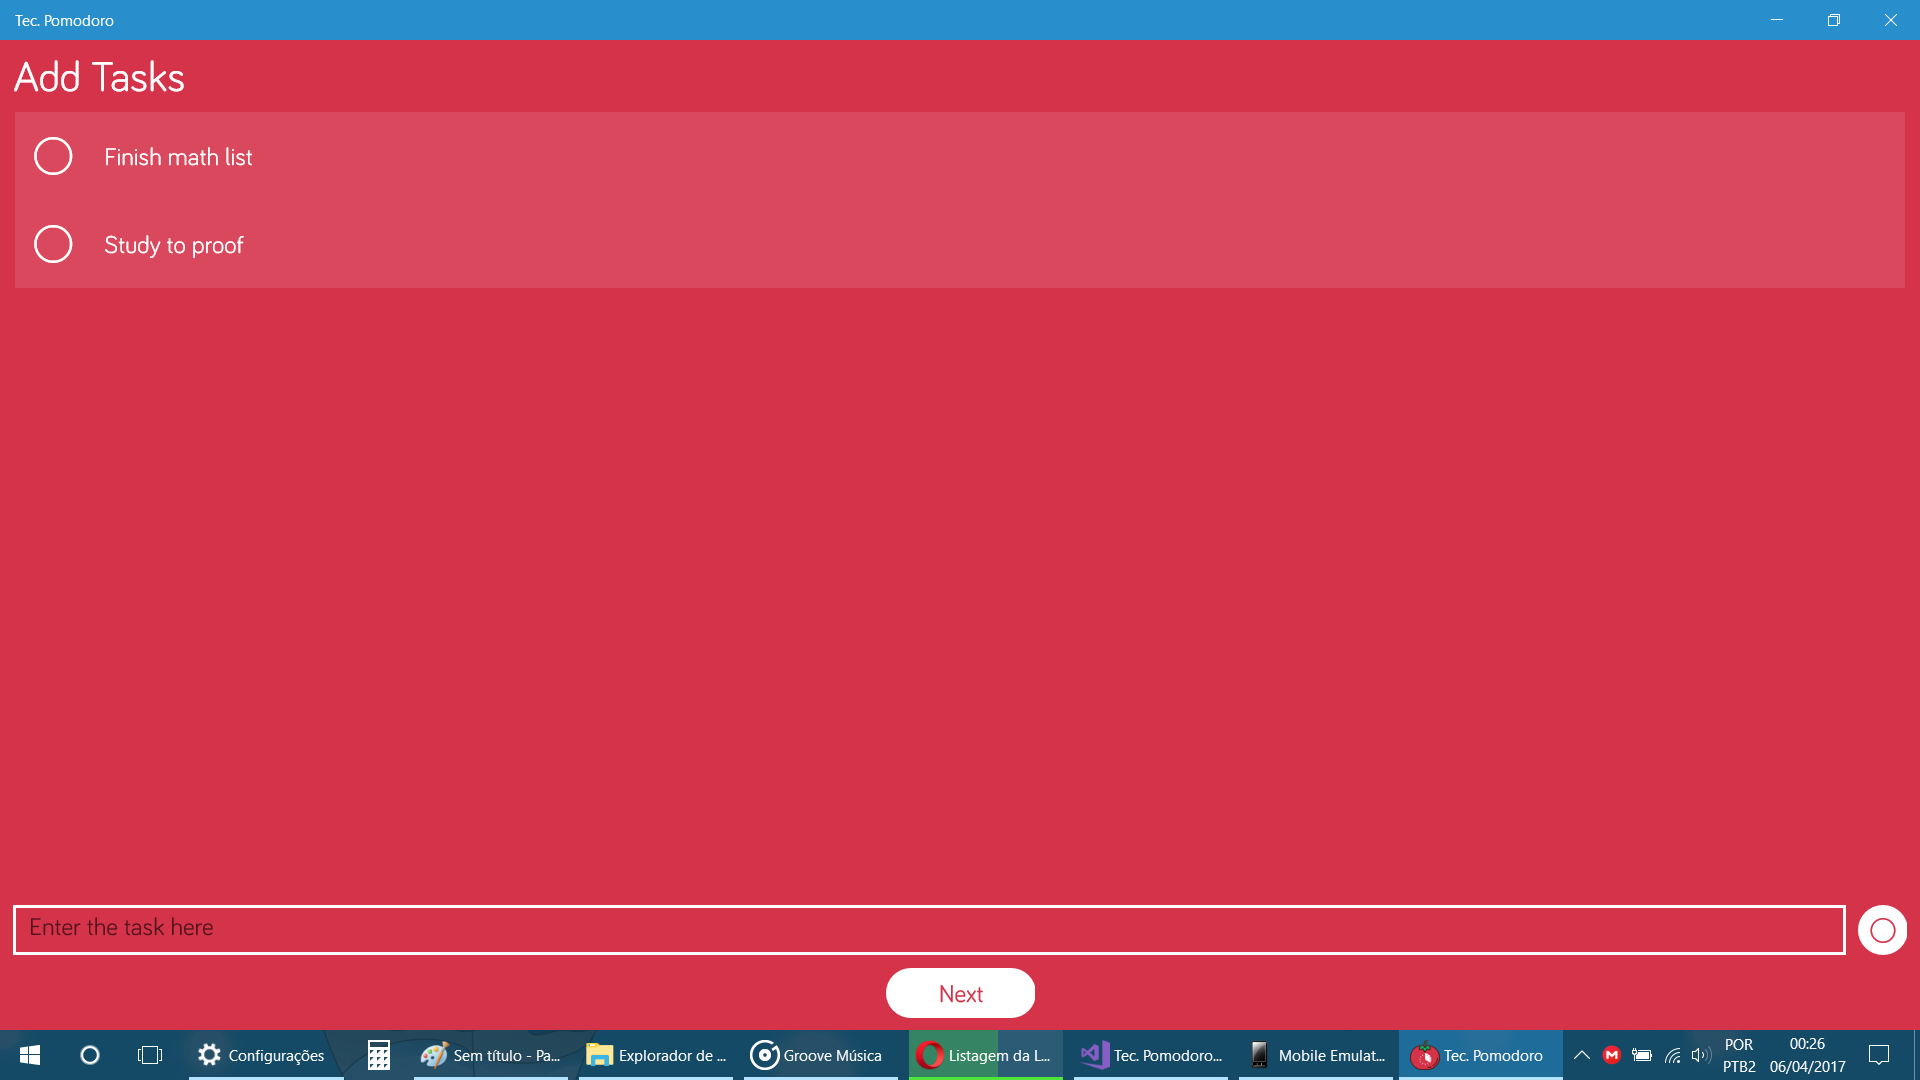 Tec. Pomodoro
Add Tasks
Finish math list
Study to proof
Enter the task here
Next
Configurações
Sem título - Pa...
Explorador de ...
Groove Música
Listagem da L...
Tec. Pomodoro...
Mobile Emulat...
Tec. Pomodoro
M
POR
PTB2
00:26
06/04/2017